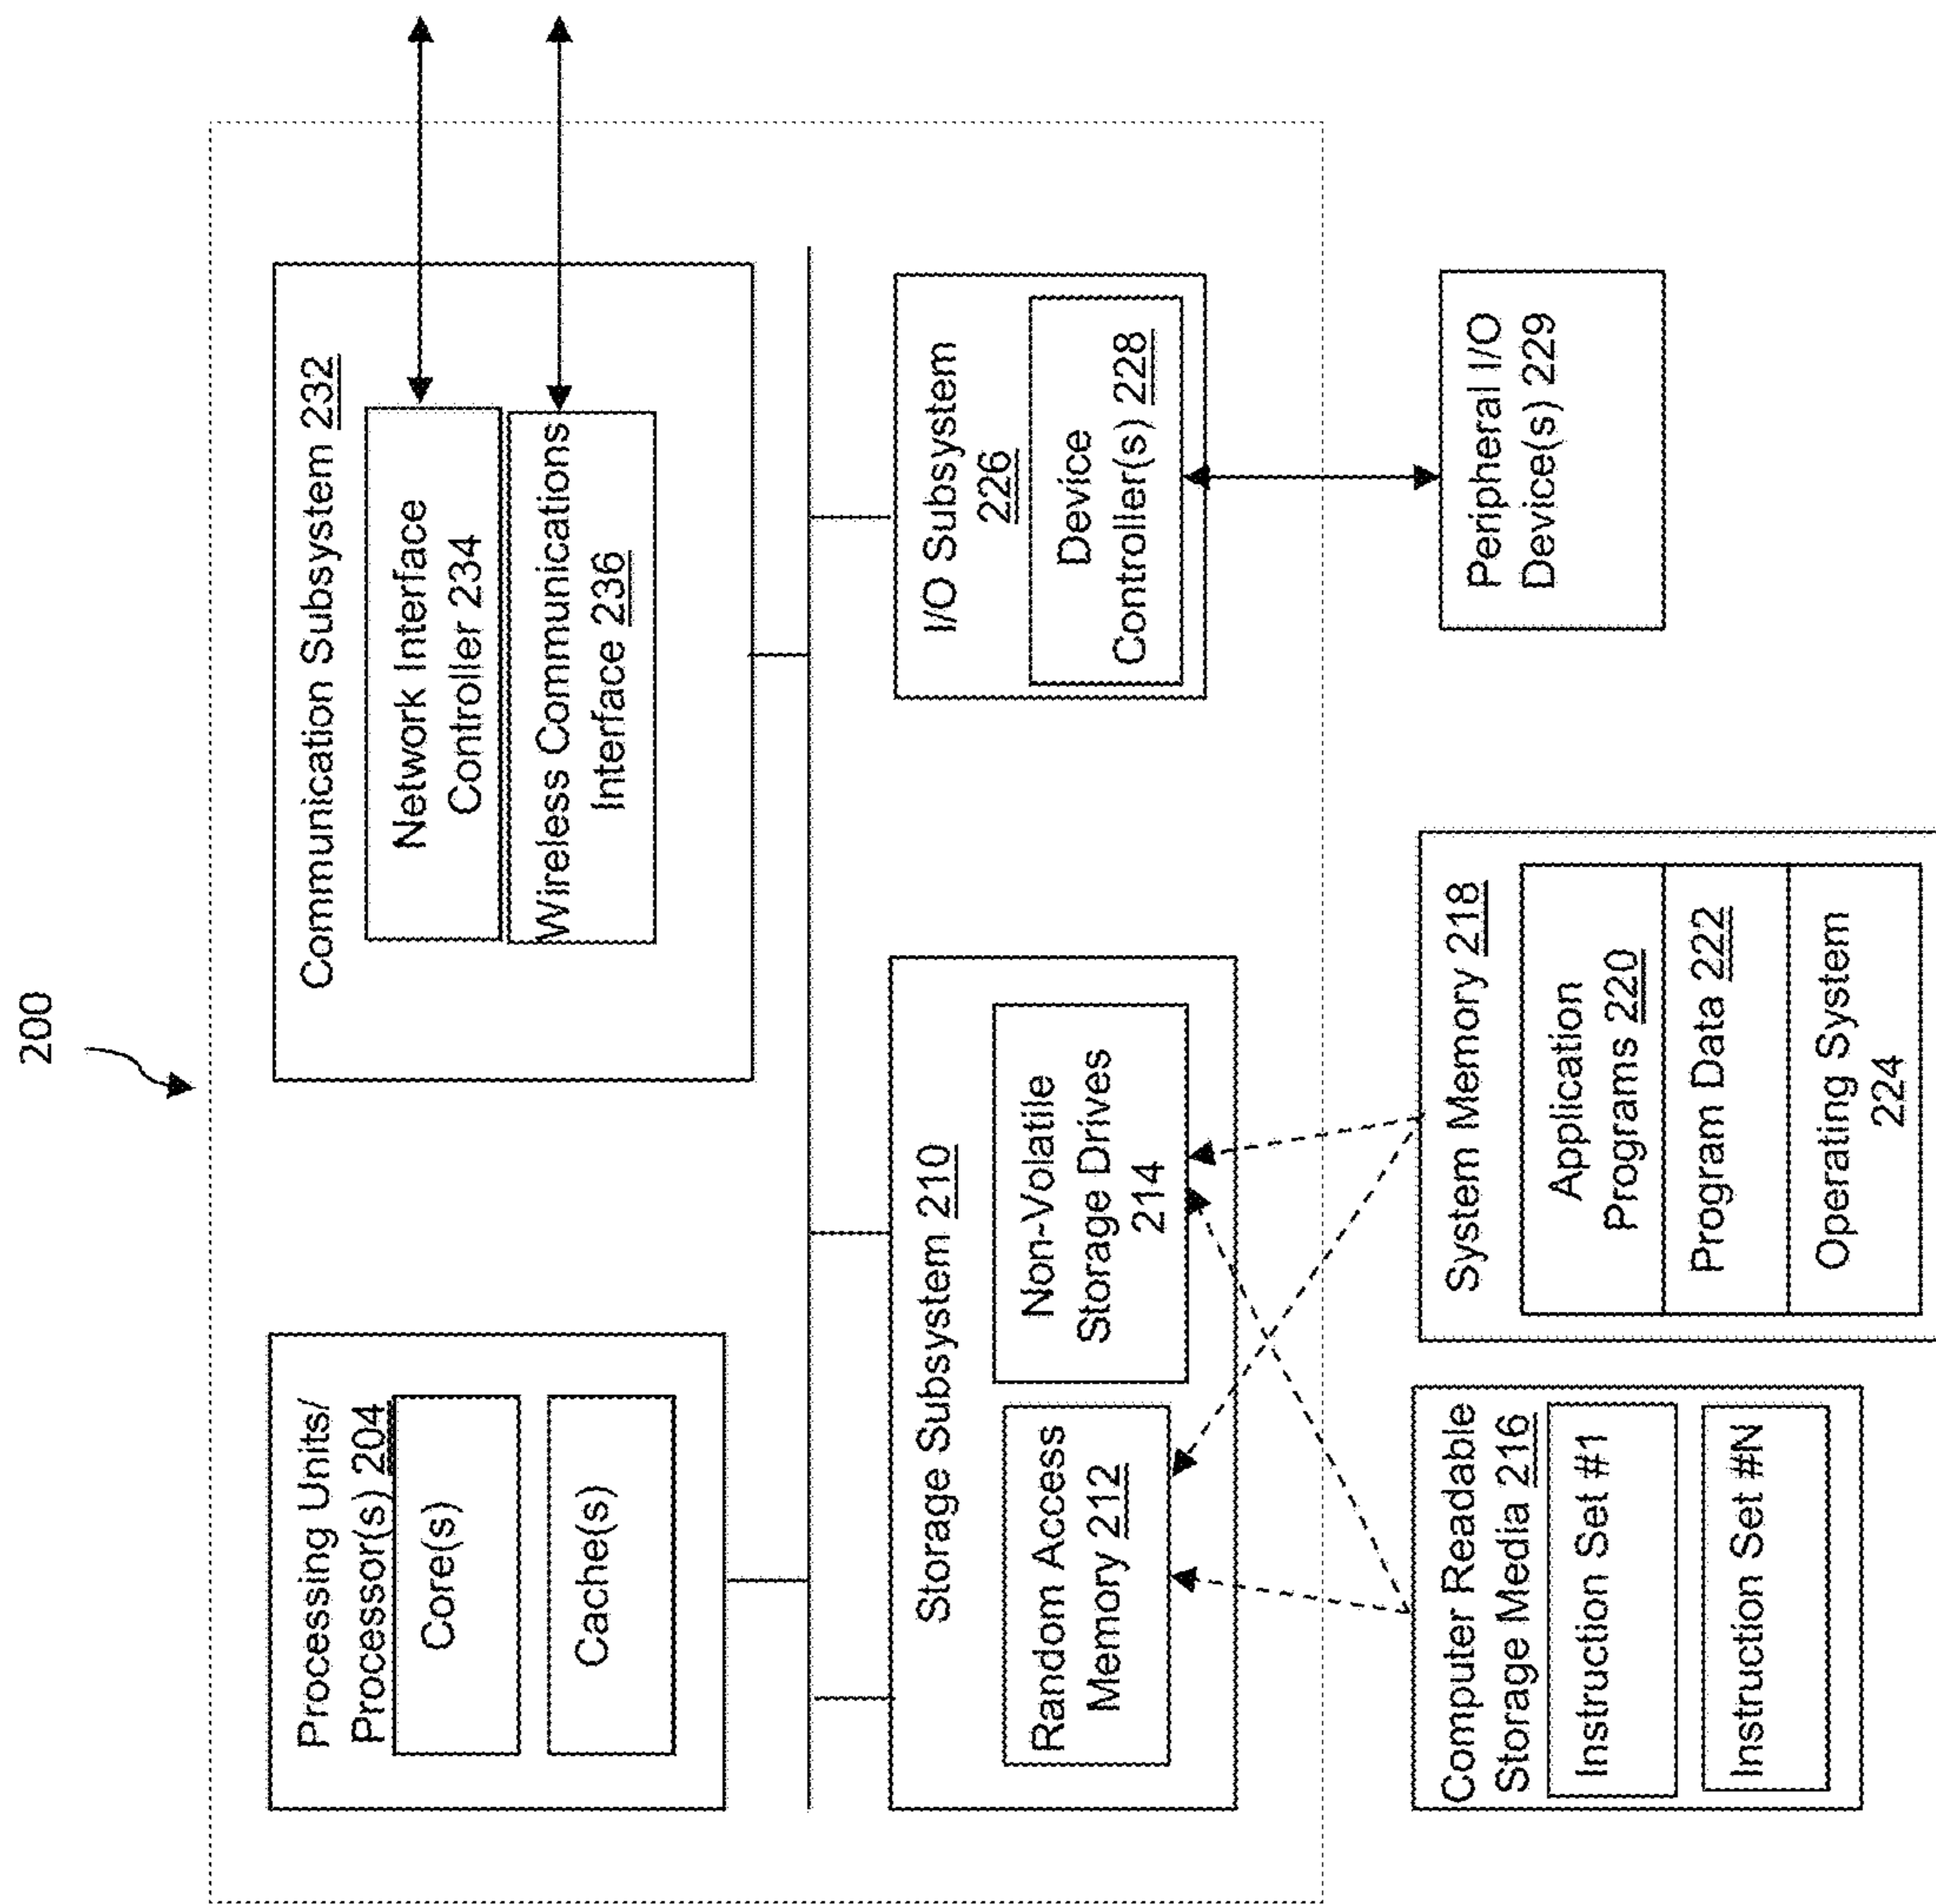 200
Processing Units/
Processor(s) 204
Core(s)
Cache(s)
Communication Subsystem 232
Network Interface
Controller 234
Wireless Communications
Interface 236
Storage Subsystem 210
Random Access
Memory 212
Non-Volatile
Storage Drives
214
I/O Subsystem
226
Device
Controller(s) 228
Computer Readable
Storage Media 216
Instruction Set #1
Instruction Set #N
System Memory 218
Application
Programs 220
Program Data 222
Operating System
224
Peripheral I/O
Device(s) 229